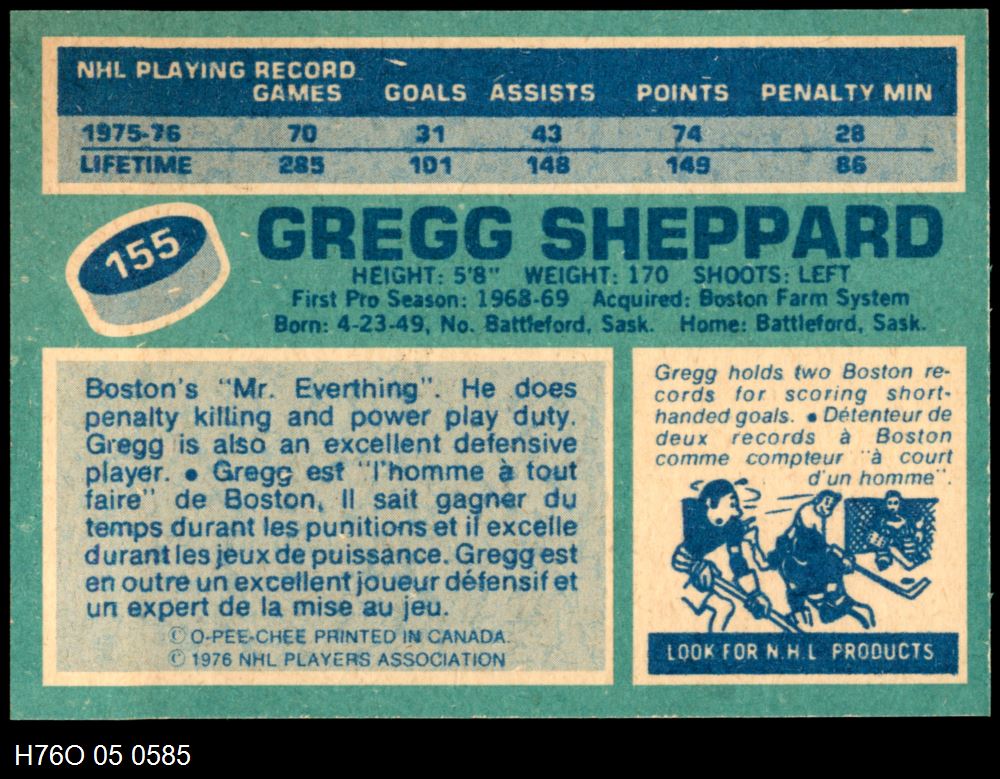 NHL PLAYING RECORD
GAMES GOALS ASSISTS POINTS PENALTY MIN
1975-76 70 31 43 74 28
LIFETIME 285 101 148 149 86
155
GREGG SHEPPARD
HEIGHT: 5'8" WEIGHT: 170 SHOOTS: LEFT
First Pro Season: 1968-69 Acquired: Boston Farm System
Born: 4-23-49, No. Battleford, Sask. Home: Battleford, Sask.
Boston's "Mr. Everthing". He does
penalty killing and power play duty.
Gregg is also an excellent defensive
player. ● Gregg est "l'homme à tout
faire" de Boston, Il sait gagner du
temps durant les punitions et il excelle
durant les jeux de puissance. Gregg est
en outre un excellent joueur défensif et
un expert de la mise au jeu.
© O-PEE-CHEE PRINTED IN CANADA.
© 1976 NHL PLAYERS ASSOCIATION
Gregg holds two Boston re-
cords for scoring short-
handed goals. ● Détenteur de
deux records à Boston
comme compteur "à court
d'un homme".
LOOK FOR N.H.L PRODUCTS
H76O 05 0585